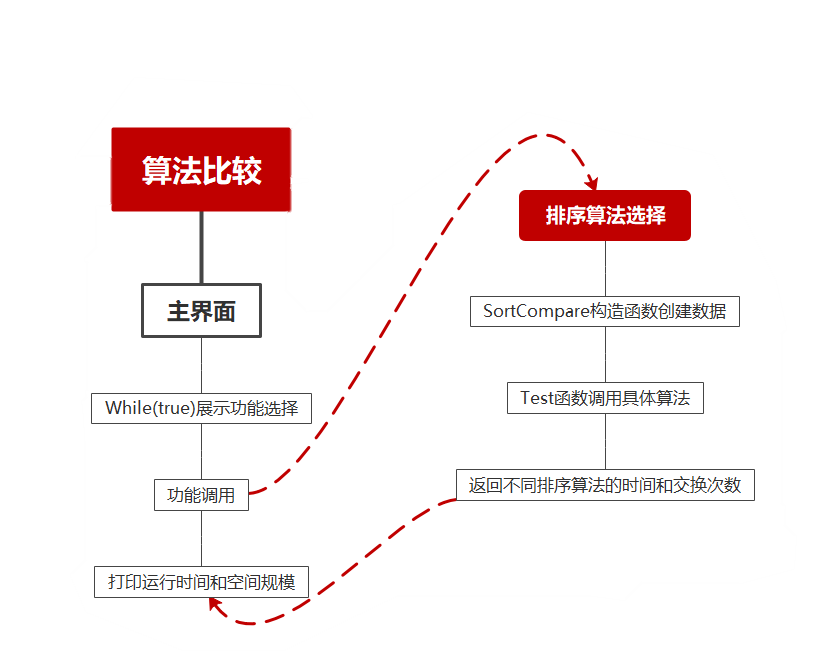 算法比较
主界面
While(true)展示功能选择
功能调用
打印运行时间和空间规模
排序算法选择
SortCompare构造函数创建数据
Test函数调用具体算法
返回不同排序算法的时间和交换次数